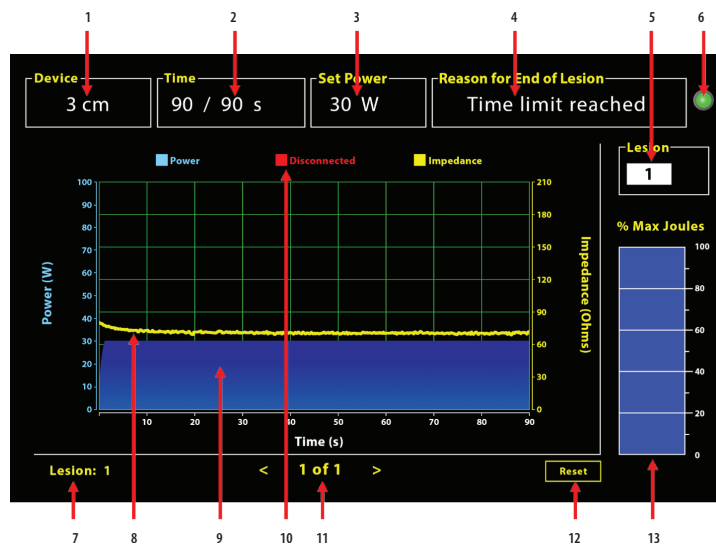 1 2 3 4 5 6
Device Time Set Power Reason for End of Lesion
3 cm 90 / 90 s 30 W Time limit reached
Lesion
1
Power Disconnected Impedance
% Max Joules
Power (W)
100
90
80
70
60
50
40
30
20
10
0
210
180
150
120
90
60
30
0
Impedance (Ohms)
10 20 30 40 50 60 70 80 90
Time (s)
100
80
60
40
20
0
Lesion: 1 < 1 of 1 > Reset
7 8 9 10 11 12 13